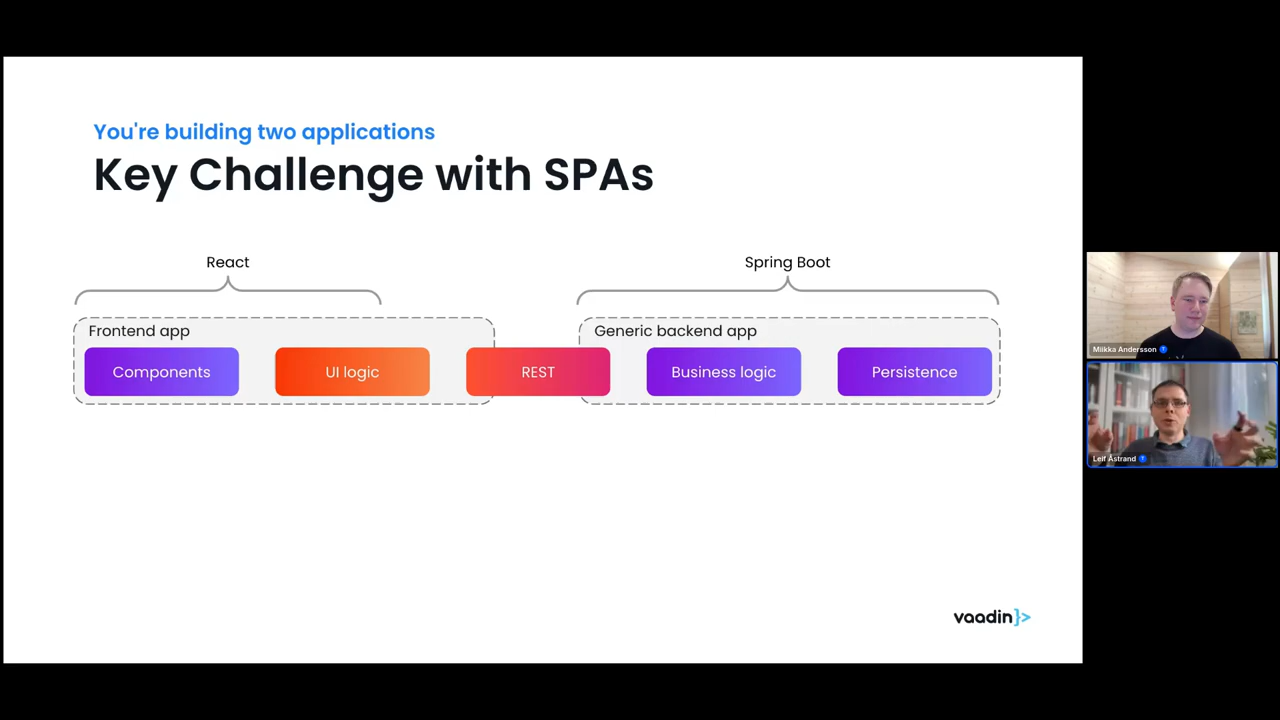 You're building two applications
Key Challenge with SPAs
React
Spring Boot
Frontend app
Generic backend app
Components
UI logic
REST
Business logic
Persistence
Miikka Andersson
Leif Åstrand
vaadin}>